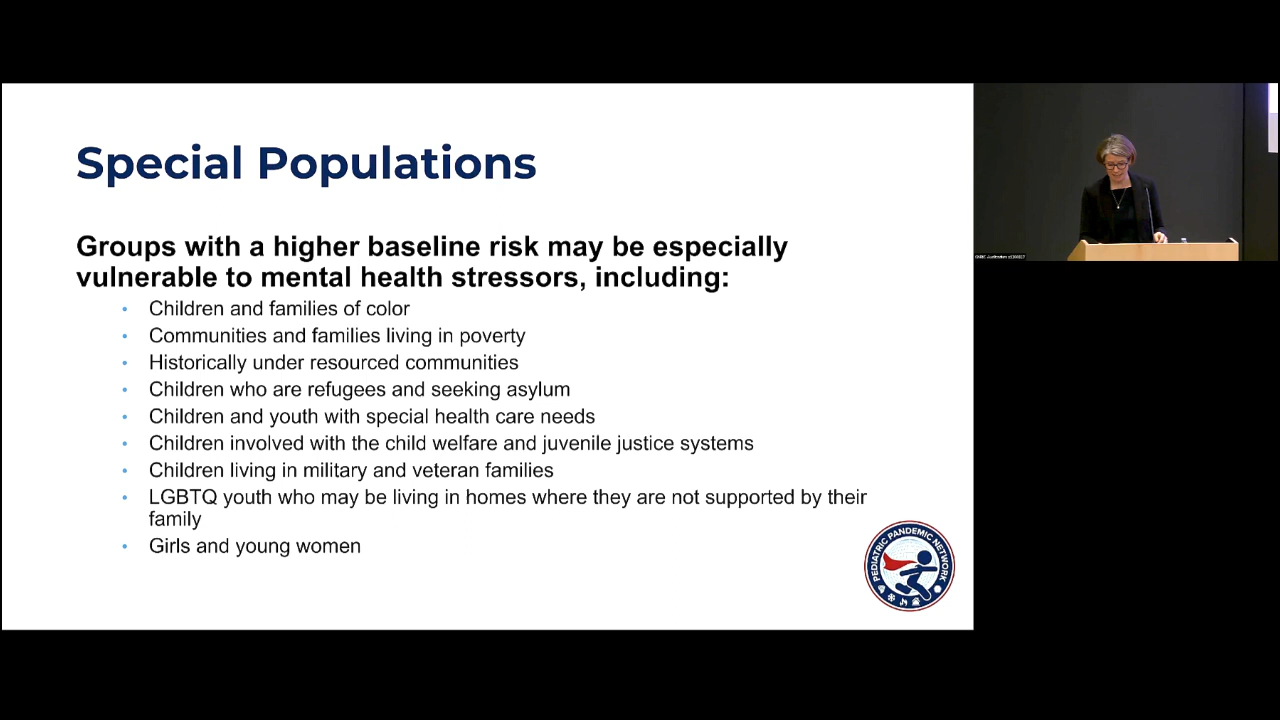 Special Populations
Groups with a higher baseline risk may be especially
vulnerable to mental health stressors, including:
• Children and families of color
• Communities and families living in poverty
• Historically under resourced communities
• Children who are refugees and seeking asylum
• Children and youth with special health care needs
• Children involved with the child welfare and juvenile justice systems
• Children living in military and veteran families
• LGBTQ youth who may be living in homes where they are not supported by their
family
• Girls and young women
PEDIATRIC PANDEMIC NETWORK